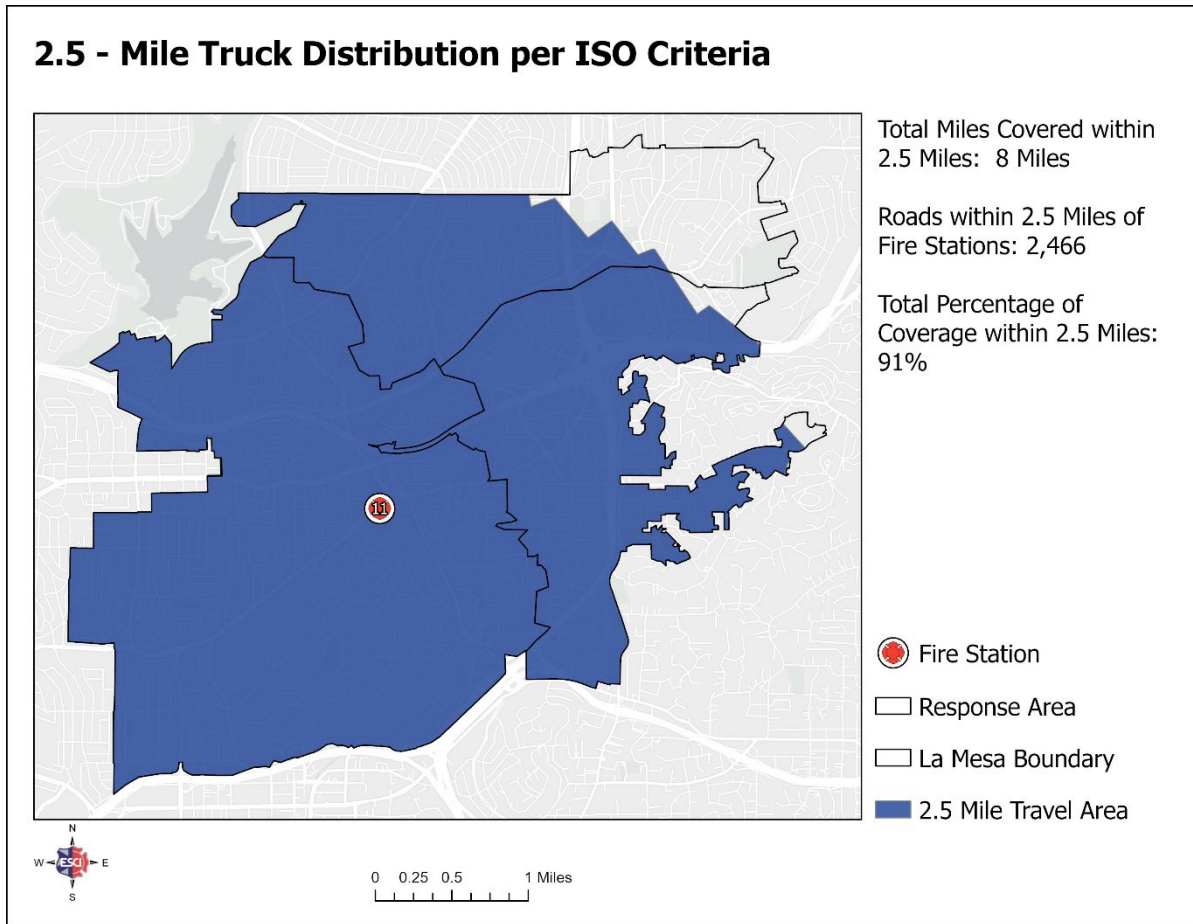 2.5 - Mile Truck Distribution per ISO Criteria
Total Miles Covered within
2.5 Miles:  8 Miles
Roads within 2.5 Miles of
Fire Stations: 2,466
Total Percentage of
Coverage within 2.5 Miles:
91%
11
Fire Station
Response Area
La Mesa Boundary
2.5 Mile Travel Area
N
W ESCI E
S
0 0.25 0.5 1 Miles